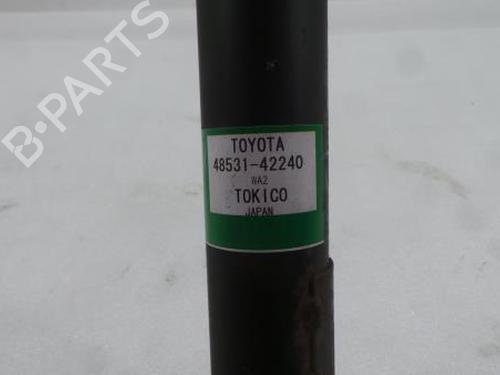 B-PARTS
TOYOTA
48531-42240
WA2
TOKICO
JAPAN